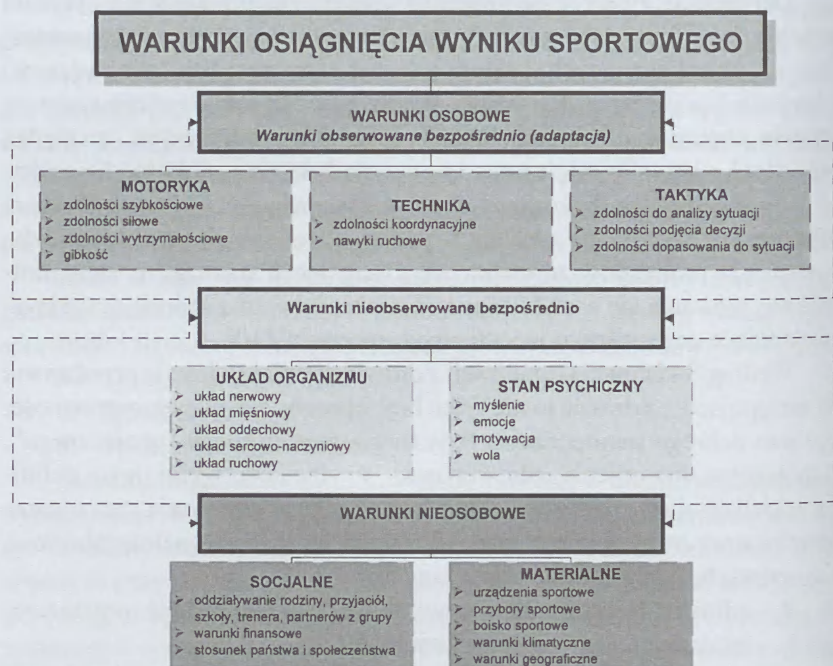 WARUNKI OSIĄGNIĘCIA WYNIKU SPORTOWEGO
WARUNKI OSOBOWE
Warunki obserwowane bezpośrednio (adaptacja)
MOTORYKA
➢ zdolności szybkościowe
➢ zdolności siłowe
➢ zdolności wytrzymałościowe
➢ gibkość
TECHNIKA
➢ zdolności koordynacyjne
➢ nawyki ruchowe
TAKTYKA
➢ zdolności do analizy sytuacji
➢ zdolności podjęcia decyzji
➢ zdolności dopasowania do sytuacji
Warunki nieobserwowane bezpośrednio
UKŁAD ORGANIZMU
➢ układ nerwowy
➢ układ mięśniowy
➢ układ oddechowy
➢ układ sercowo-naczyniowy
➢ układ ruchowy
STAN PSYCHICZNY
➢ myślenie
➢ emocje
➢ motywacja
➢ wola
WARUNKI NIEOSOBOWE
SOCJALNE
➢ oddziaływanie rodziny, przyjaciół,
szkoły, trenera, partnerów z grupy
➢ warunki finansowe
➢ stosunek państwa i społeczeństwa
MATERIALNE
➢ urządzenia sportowe
➢ przybory sportowe
➢ boisko sportowe
➢ warunki klimatyczne
➢ warunki geograficzne